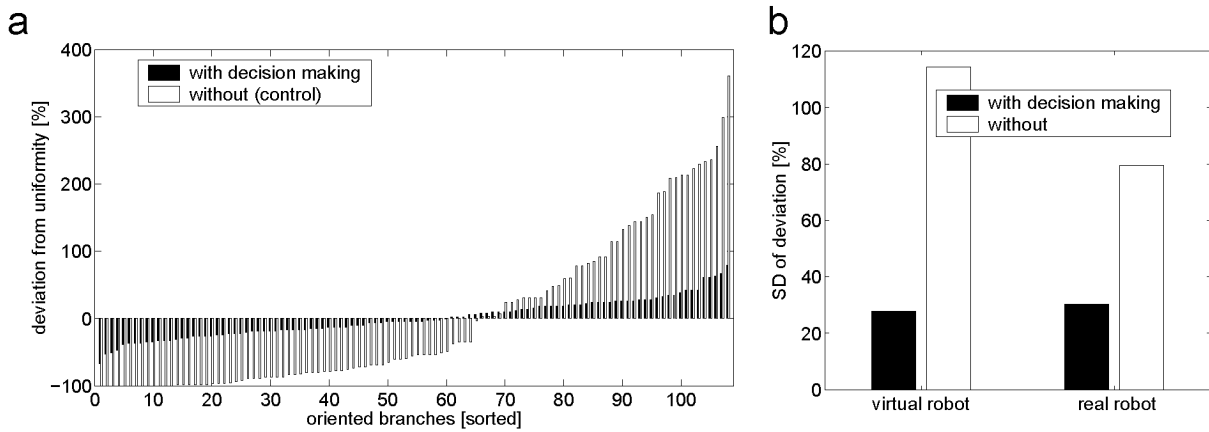 a
400
300
200
100
0
−100
deviation from uniformity [%]
with decision making
without (control)
0 10 20 30 40 50 60 70 80 90 100
oriented branches [sorted]
b
120
100
80
60
40
20
0
SD of deviation [%]
with decision making
without
virtual robot real robot